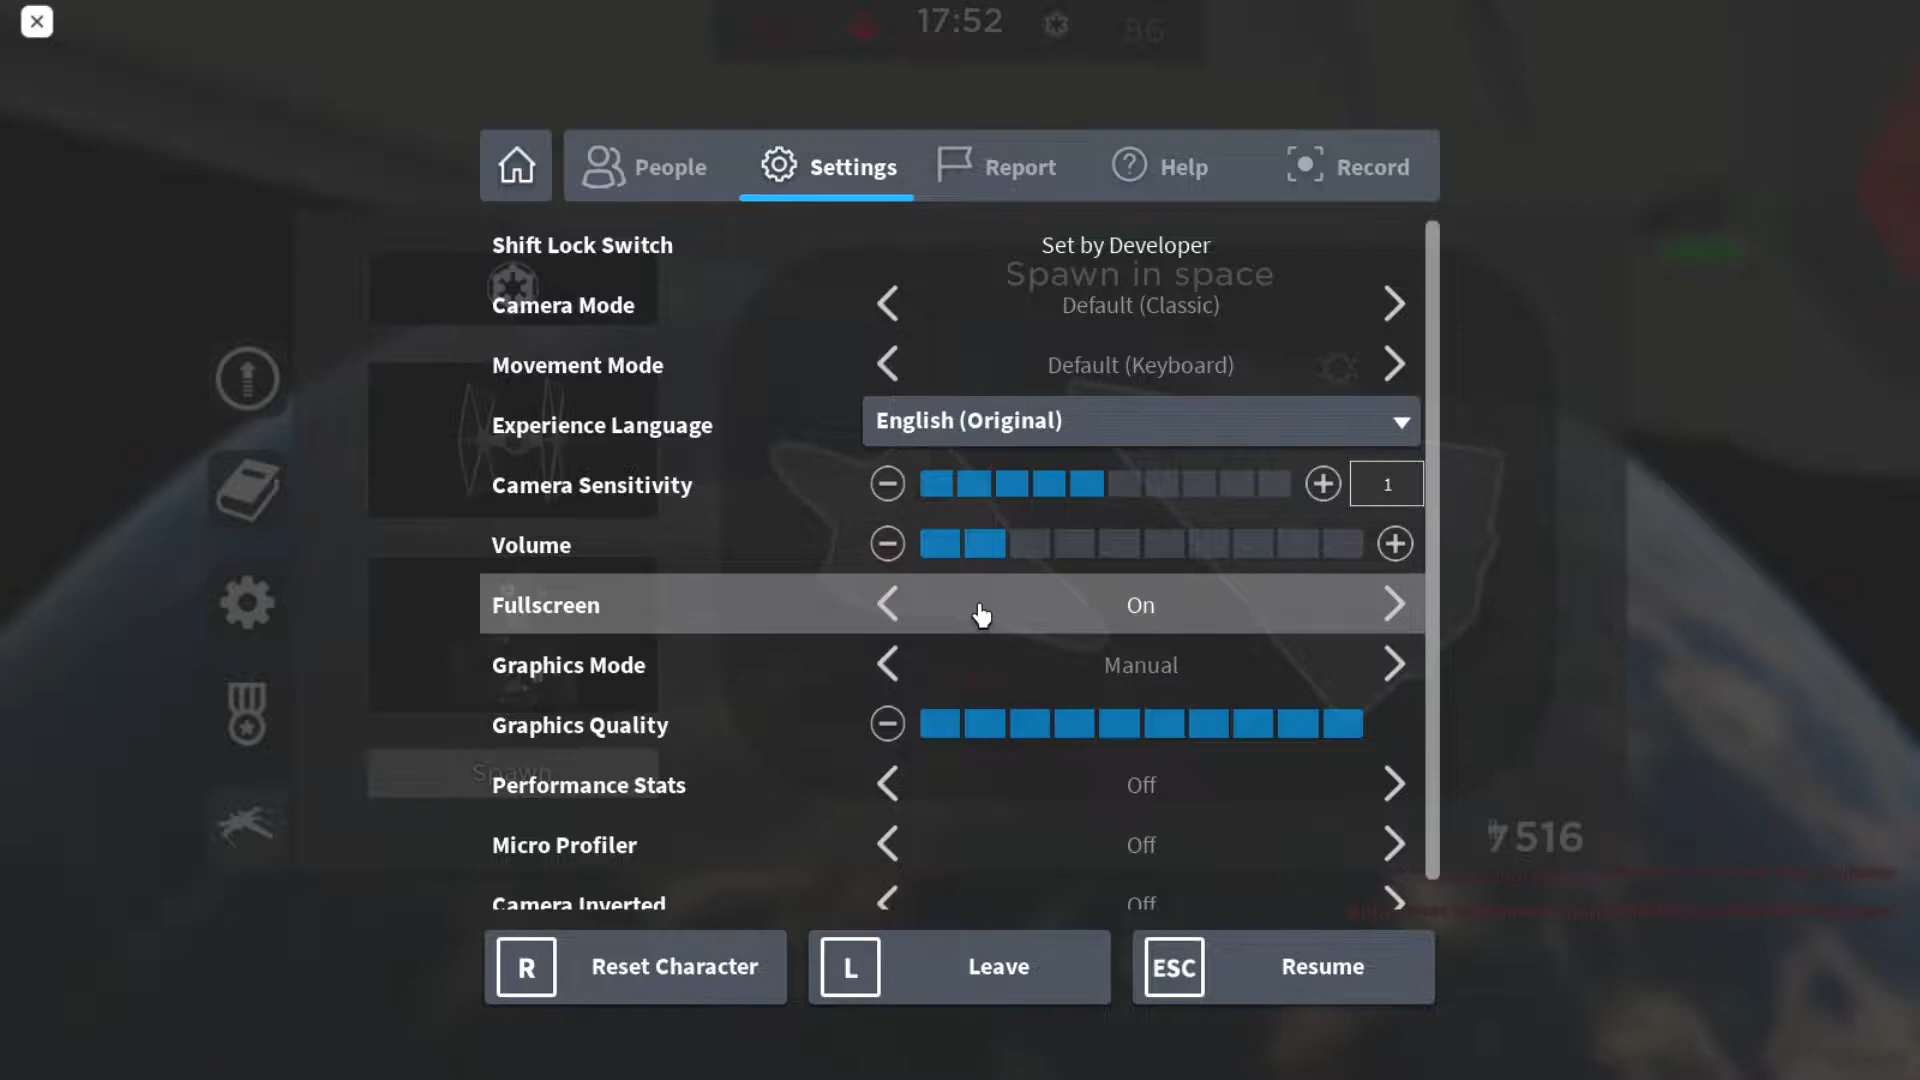 17:52
86
People
Settings
Report
Help
Record
Shift Lock Switch
Set by Developer
Spawn in space
Camera Mode
Default (Classic)
Movement Mode
Default (Keyboard)
Experience Language
English (Original)
Camera Sensitivity
1
Volume
Fullscreen
On
Graphics Mode
Manual
Graphics Quality
Spawn
Performance Stats
Off
516
Micro Profiler
Off
Camera Inverted
Off
R
Reset Character
L
Leave
ESC
Resume